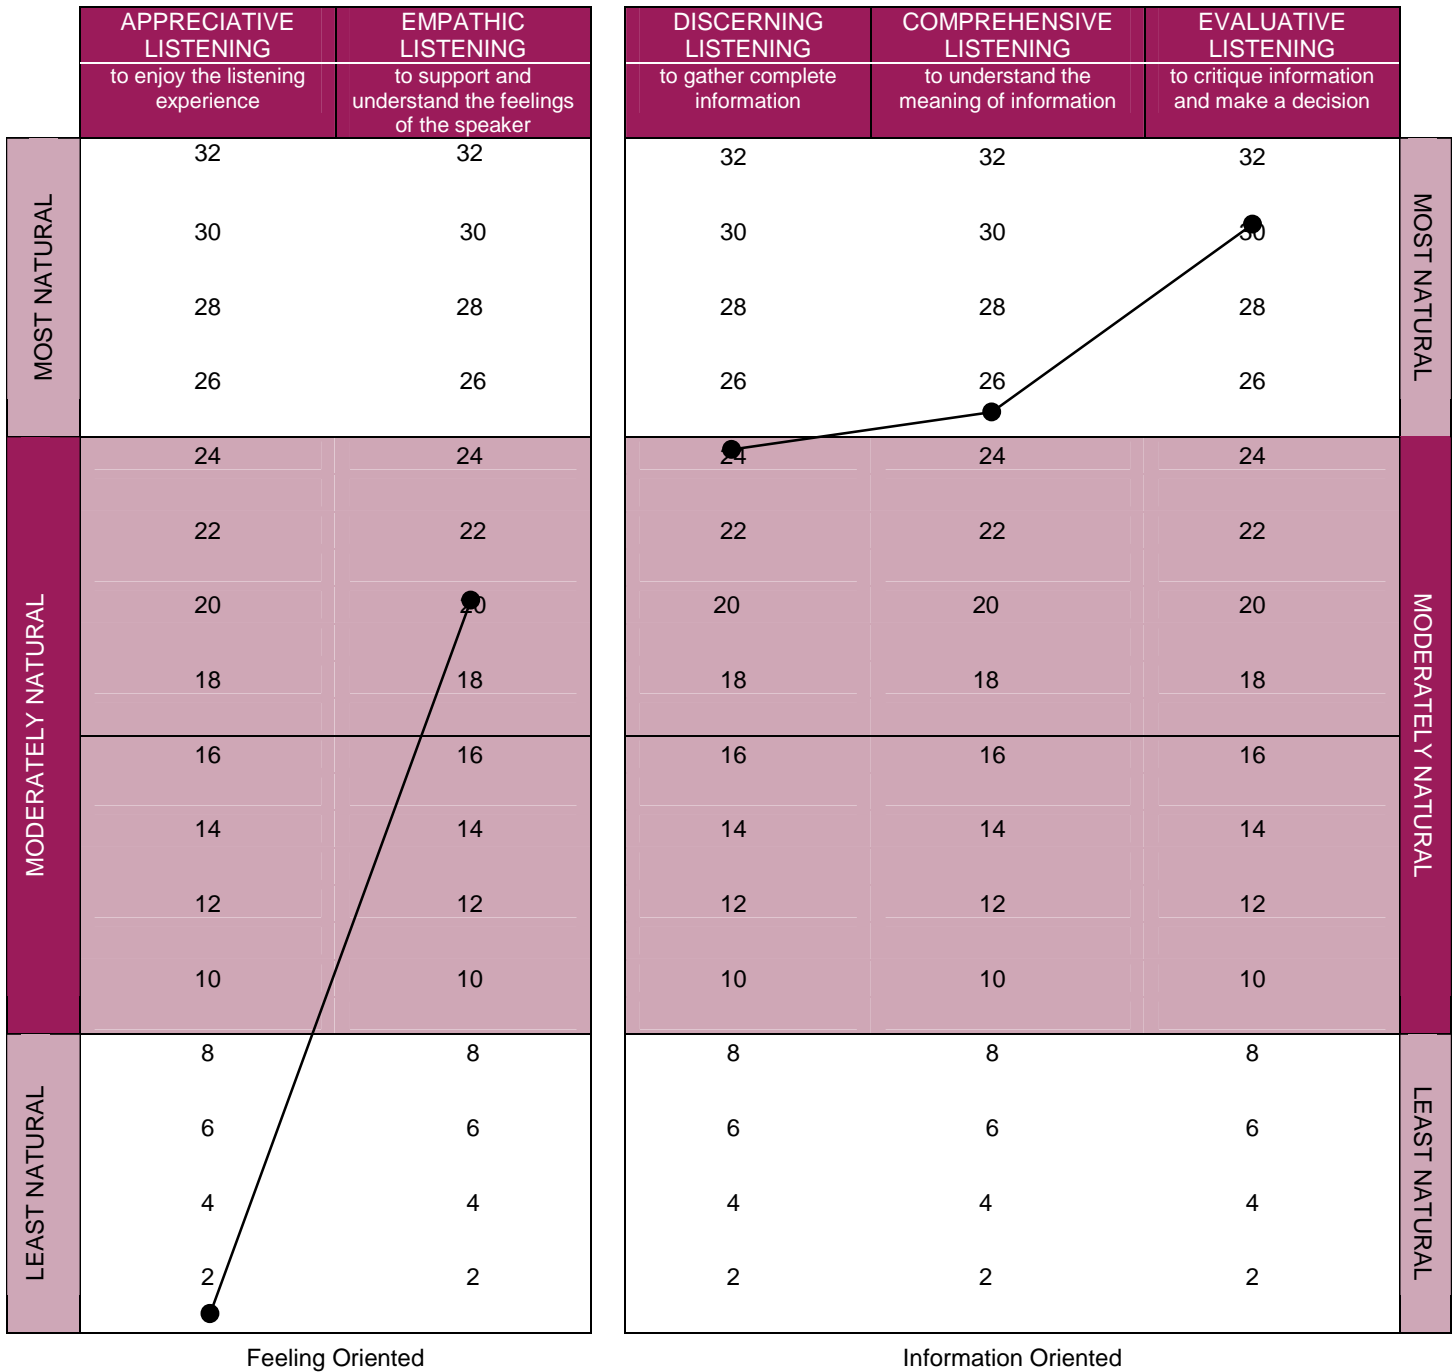 APPRECIATIVE
LISTENING
to enjoy the listening
experience
EMPATHIC
LISTENING
to support and
understand the feelings
of the speaker
DISCERNING
LISTENING
to gather complete
information
COMPREHENSIVE
LISTENING
to understand the
meaning of information
EVALUATIVE
LISTENING
to critique information
and make a decision
MOST NATURAL
32 32 32 32 32
30 30 30 30 30
28 28 28 28 28
26 26 26 26 26
MOST NATURAL
MODERATELY NATURAL
24 24 24 24 24
22 22 22 22 22
20 20 20 20 20
18 18 18 18 18
16 16 16 16 16
14 14 14 14 14
12 12 12 12 12
10 10 10 10 10
MODERATELY NATURAL
LEAST NATURAL
8 8 8 8 8
6 6 6 6 6
4 4 4 4 4
2 2 2 2 2
LEAST NATURAL
Feeling Oriented
Information Oriented